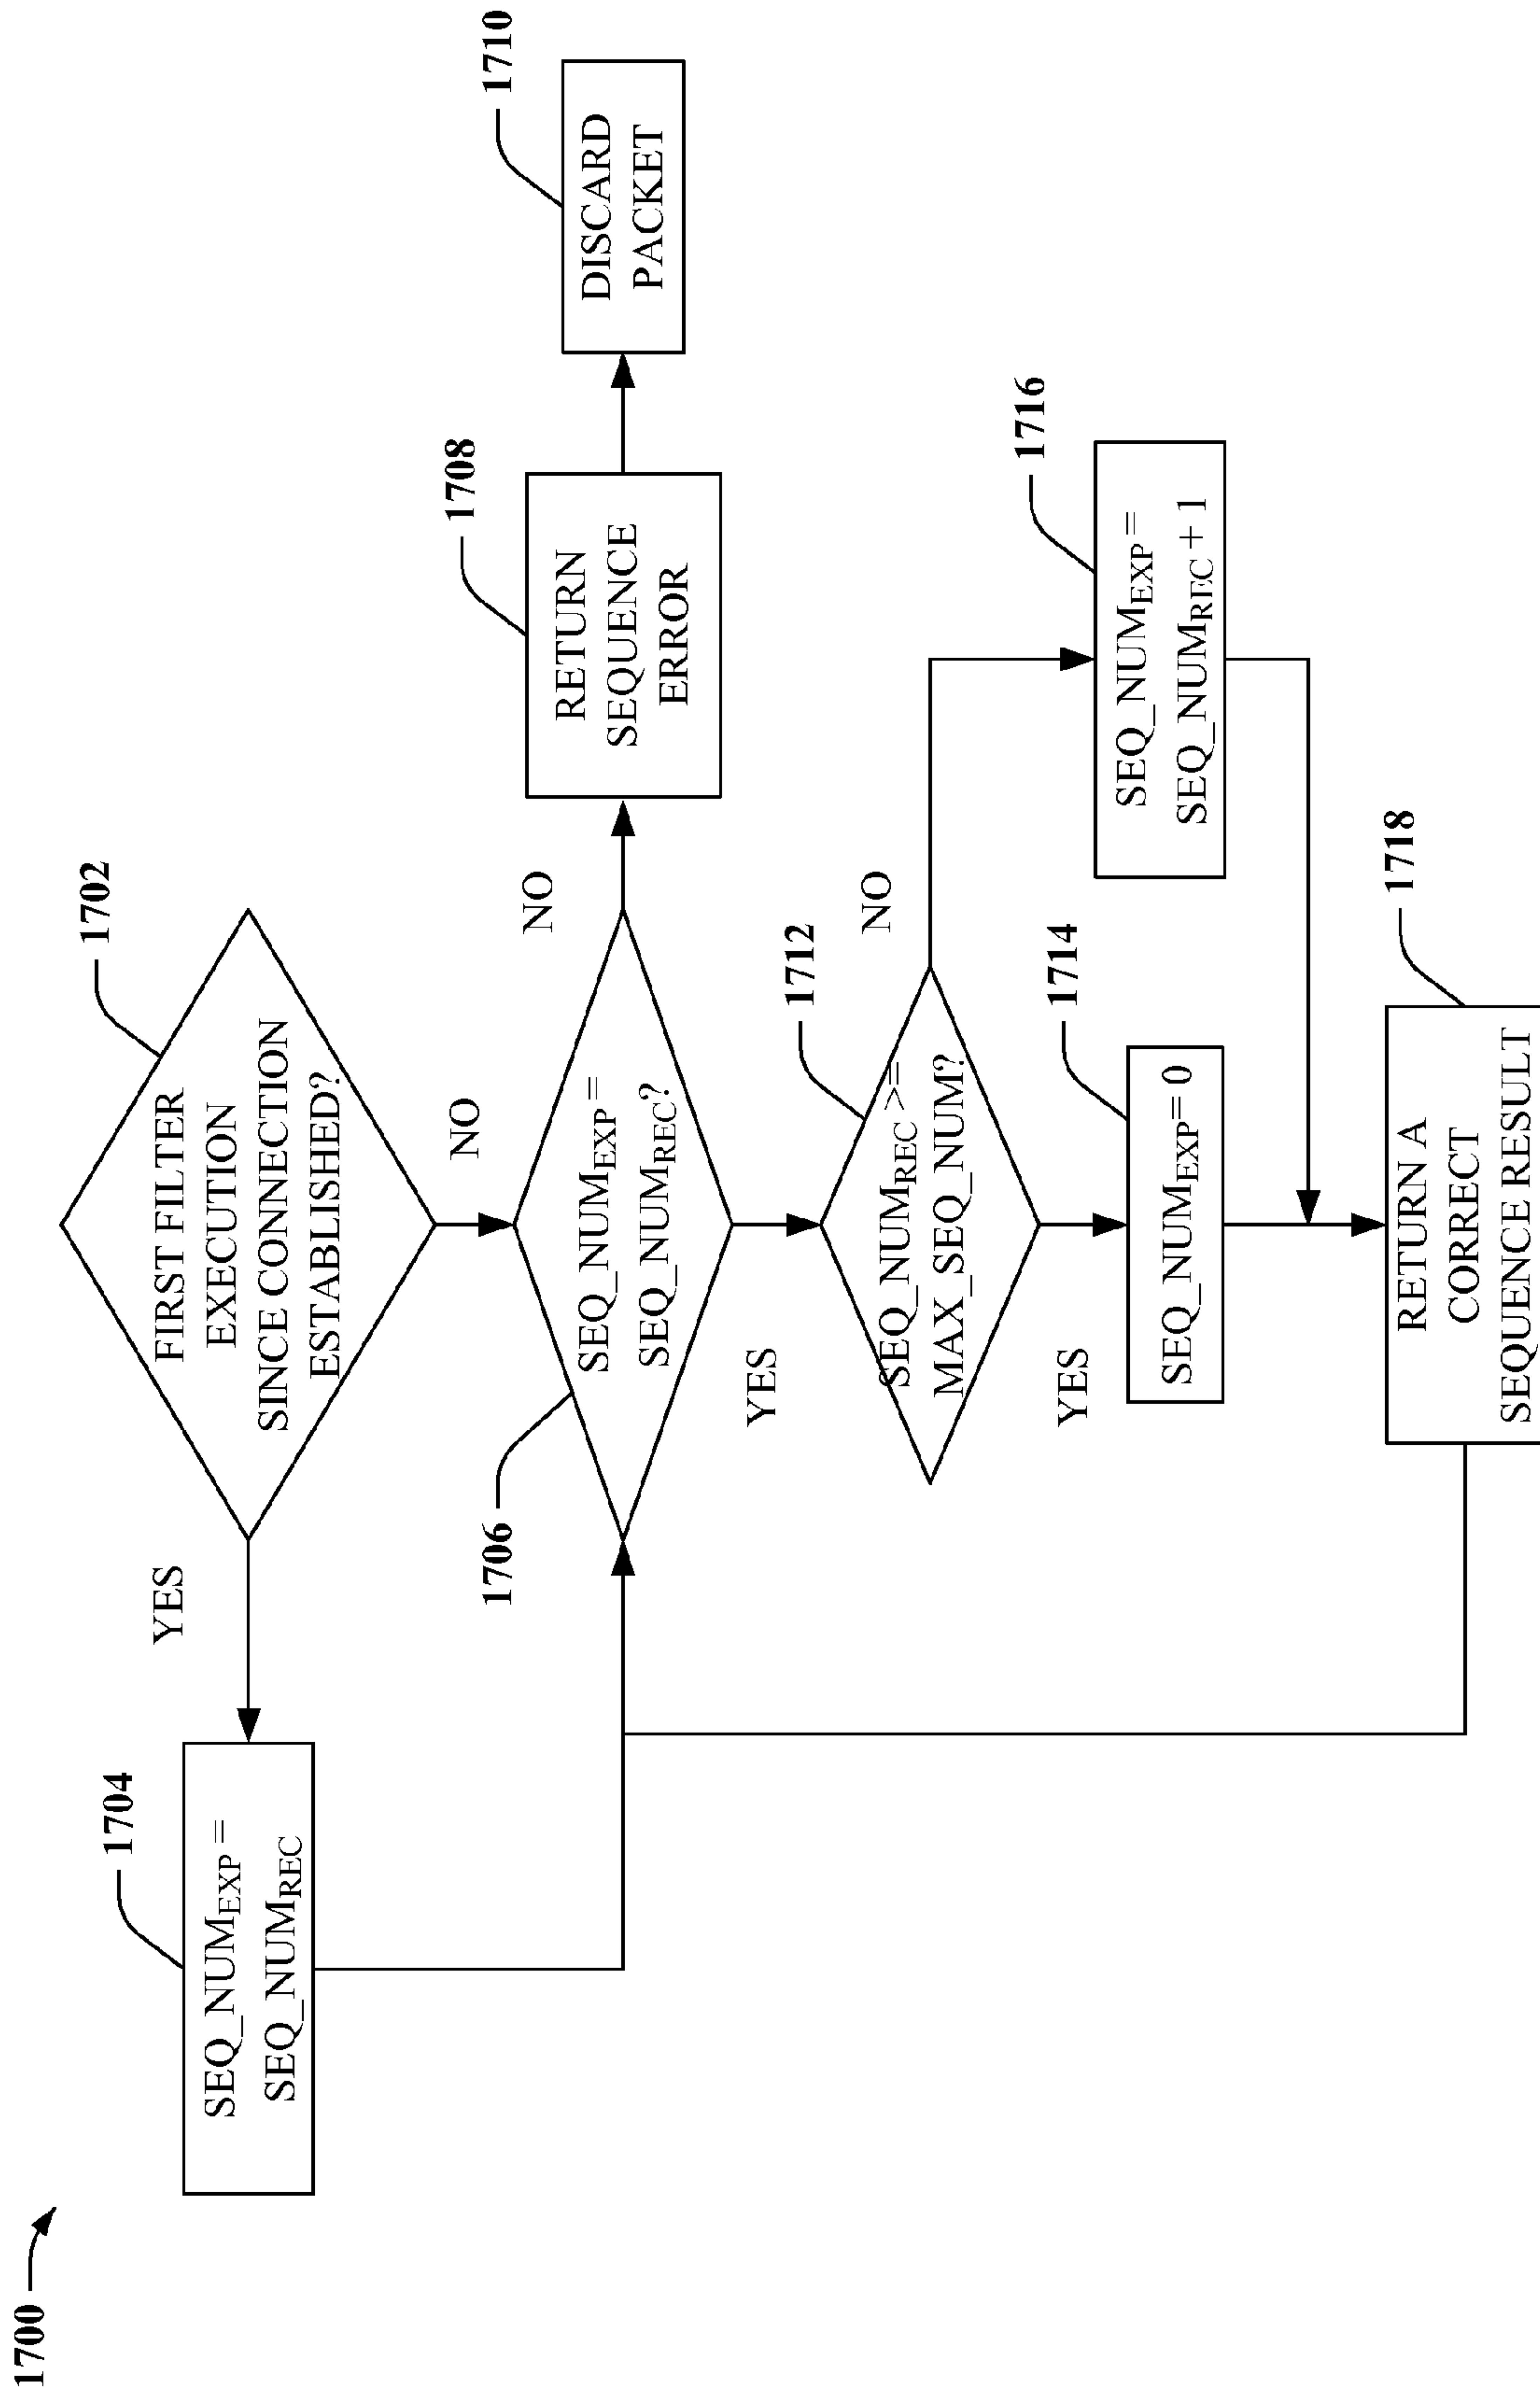 1700
1702
FIRST FILTER
EXECUTION
SINCE CONNECTION
ESTABLISHED?
YES
NO
1704
SEQ_NUMEXP =
SEQ_NUMREC
1706
SEQ_NUMEXP =
SEQ_NUMREC?
NO
YES
1708
RETURN
SEQUENCE
ERROR
1710
DISCARD
PACKET
1712
SEQ_NUMREC >=
MAX_SEQ_NUM?
NO
YES
1714
SEQ_NUMEXP= 0
1716
SEQ_NUMEXP =
SEQ_NUMREC + 1
1718
RETURN A
CORRECT
SEQUENCE RESULT